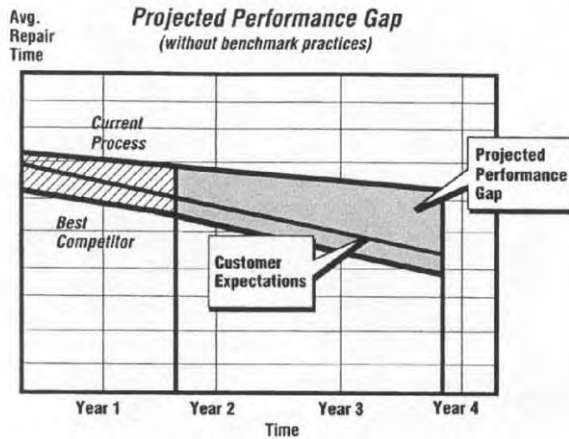 Projected Performance Gap
(without benchmark practices)
Avg.
Repair
Time
Current
Process
Best
Competitor
Projected
Performance
Gap
Customer
Expectations
Year 1
Year 2
Year 3
Year 4
Time